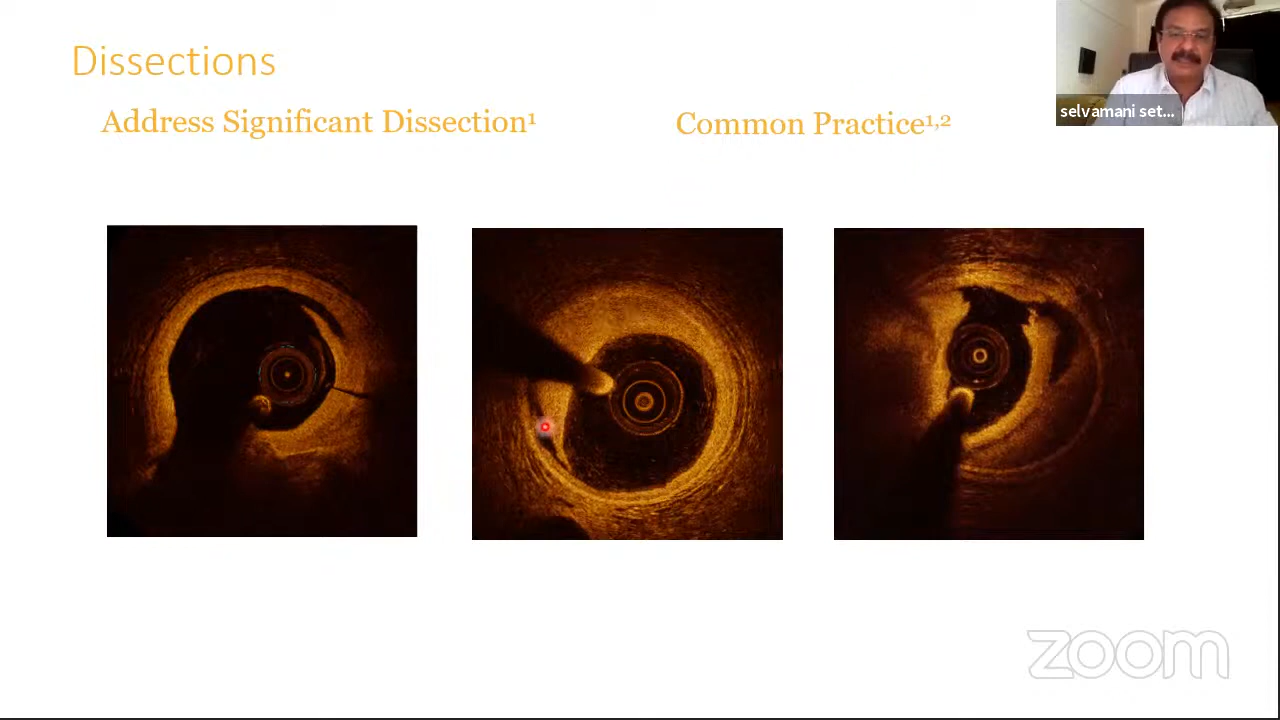 Dissections
Address Significant Dissection¹
Common Practice¹,²
selvamani set...
zoom